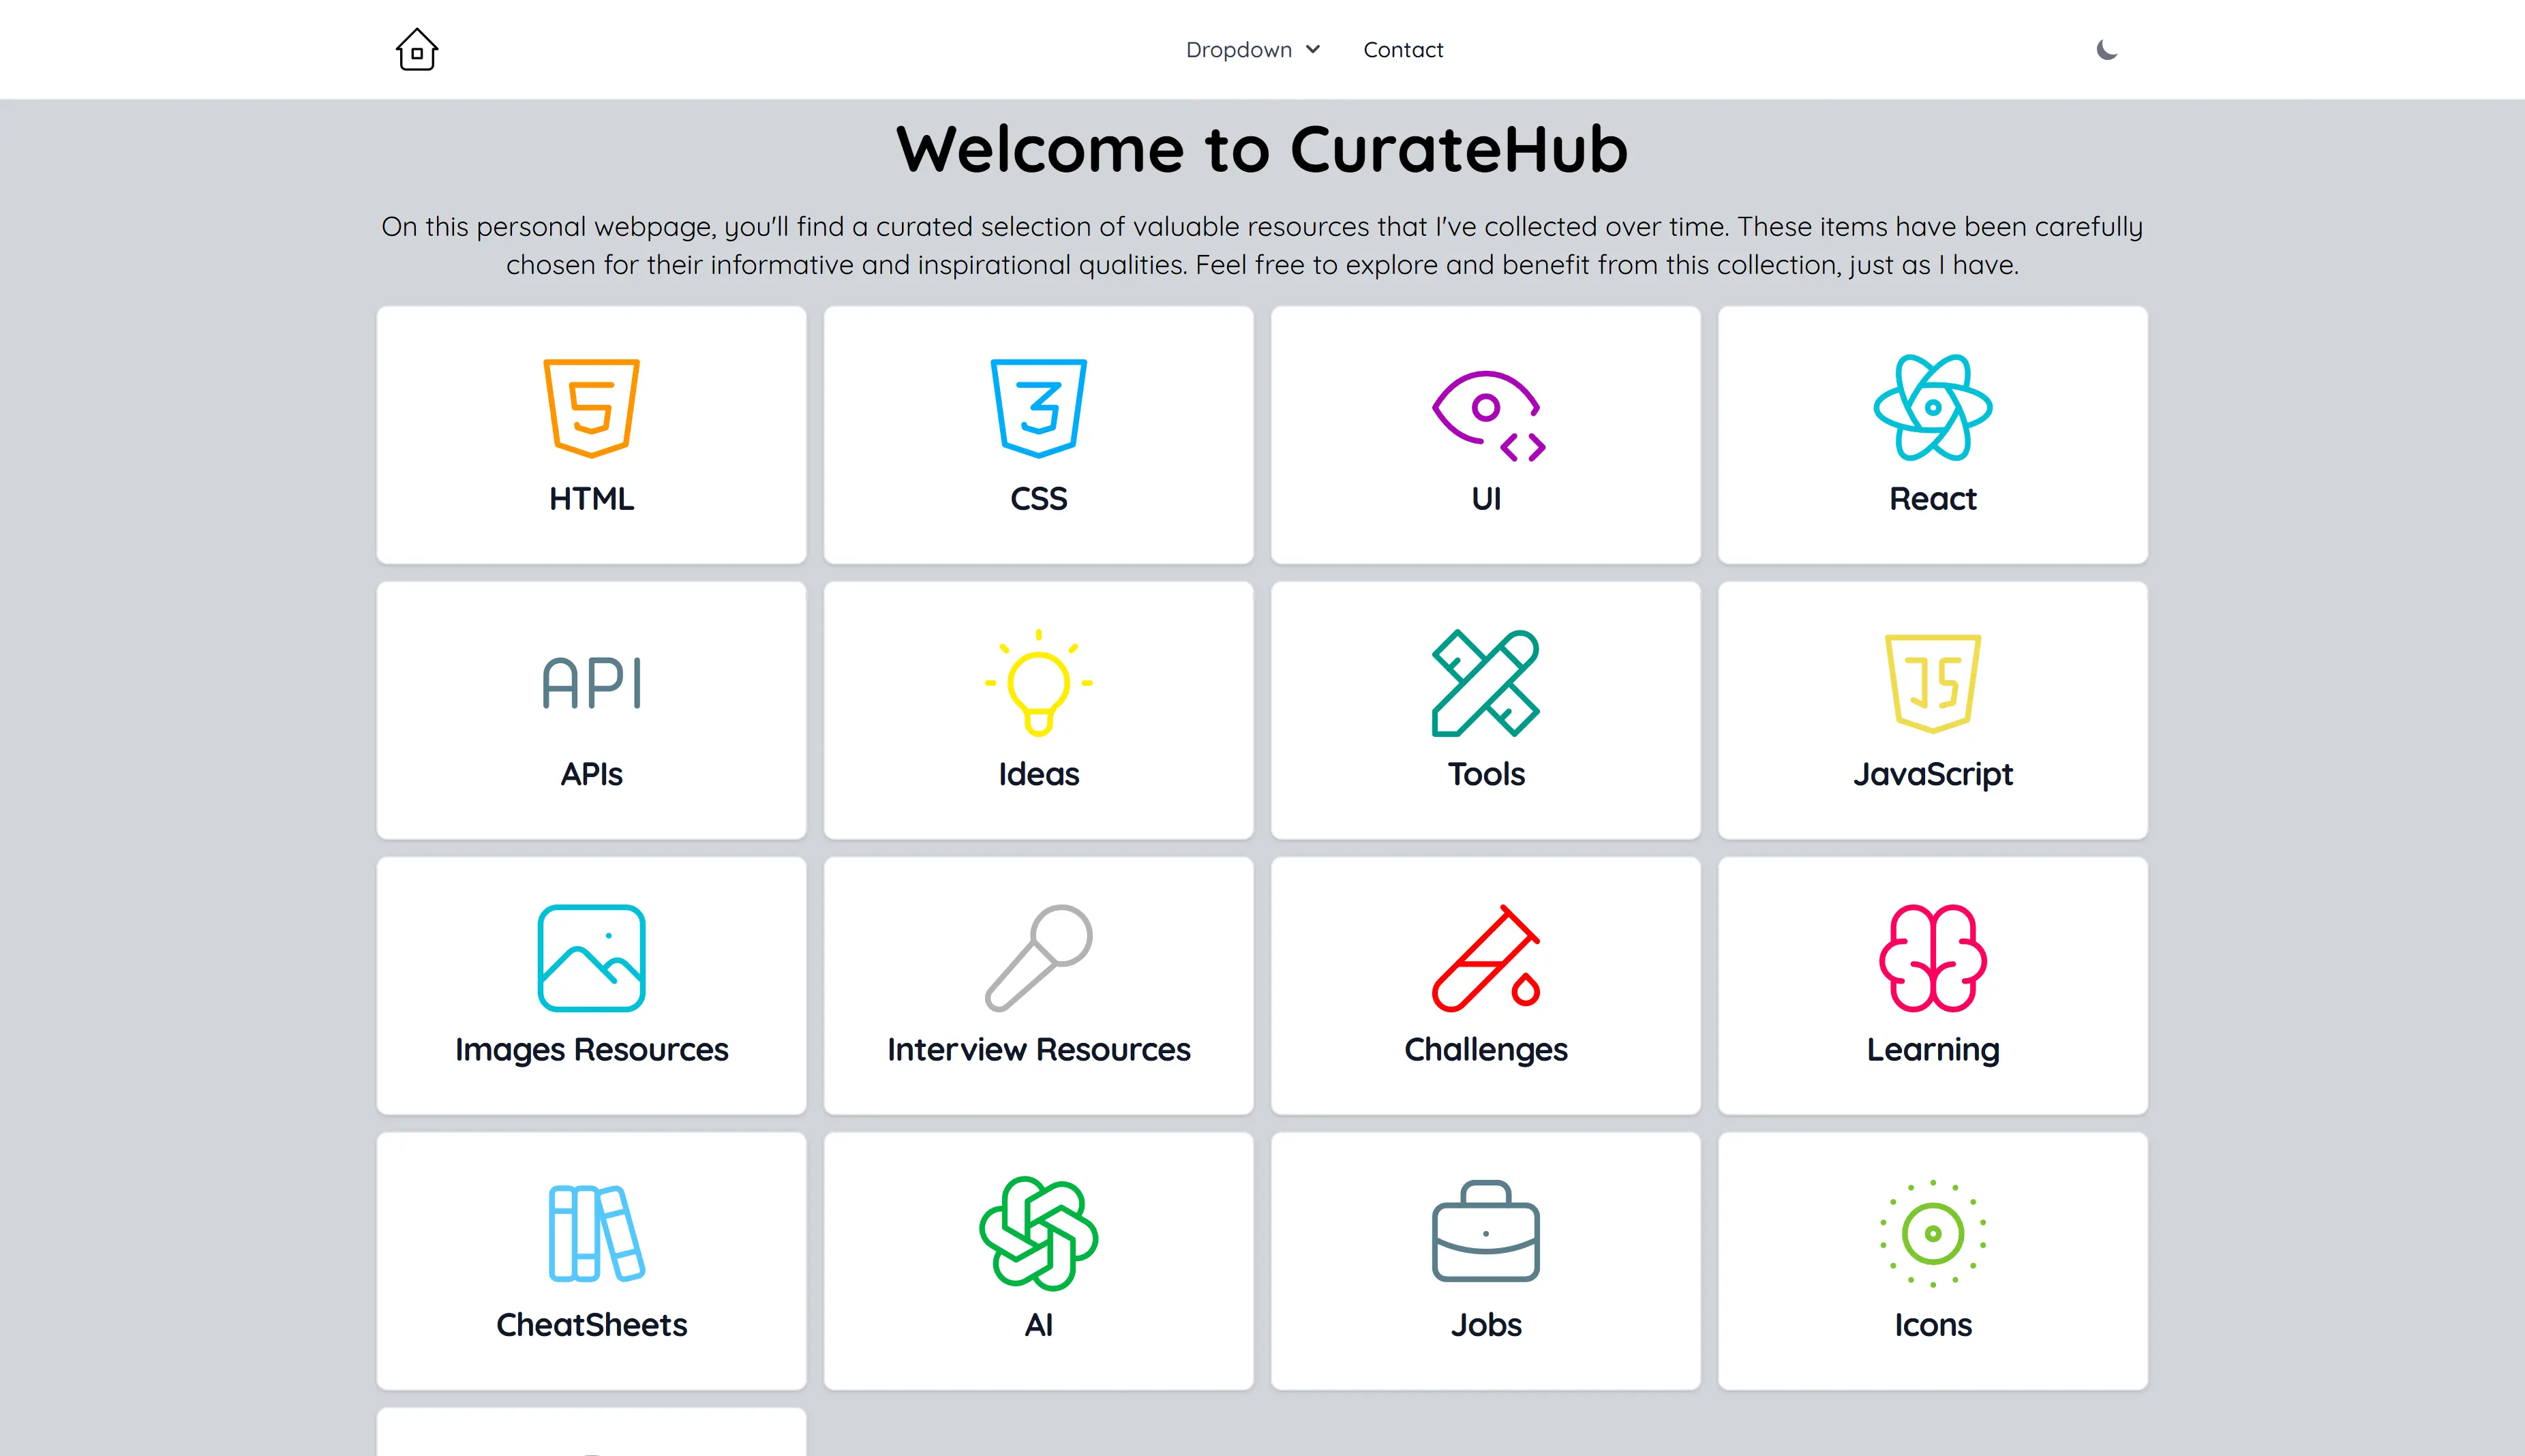 Dropdown Contact
Welcome to CurateHub
On this personal webpage, you'll find a curated selection of valuable resources that I've collected over time. These items have been carefully
chosen for their informative and inspirational qualities. Feel free to explore and benefit from this collection, just as I have.
5
3
HTML
CSS
UI
React
API
JS
APIs
Ideas
Tools
JavaScript
Images Resources
Interview Resources
Challenges
Learning
CheatSheets
AI
Jobs
Icons